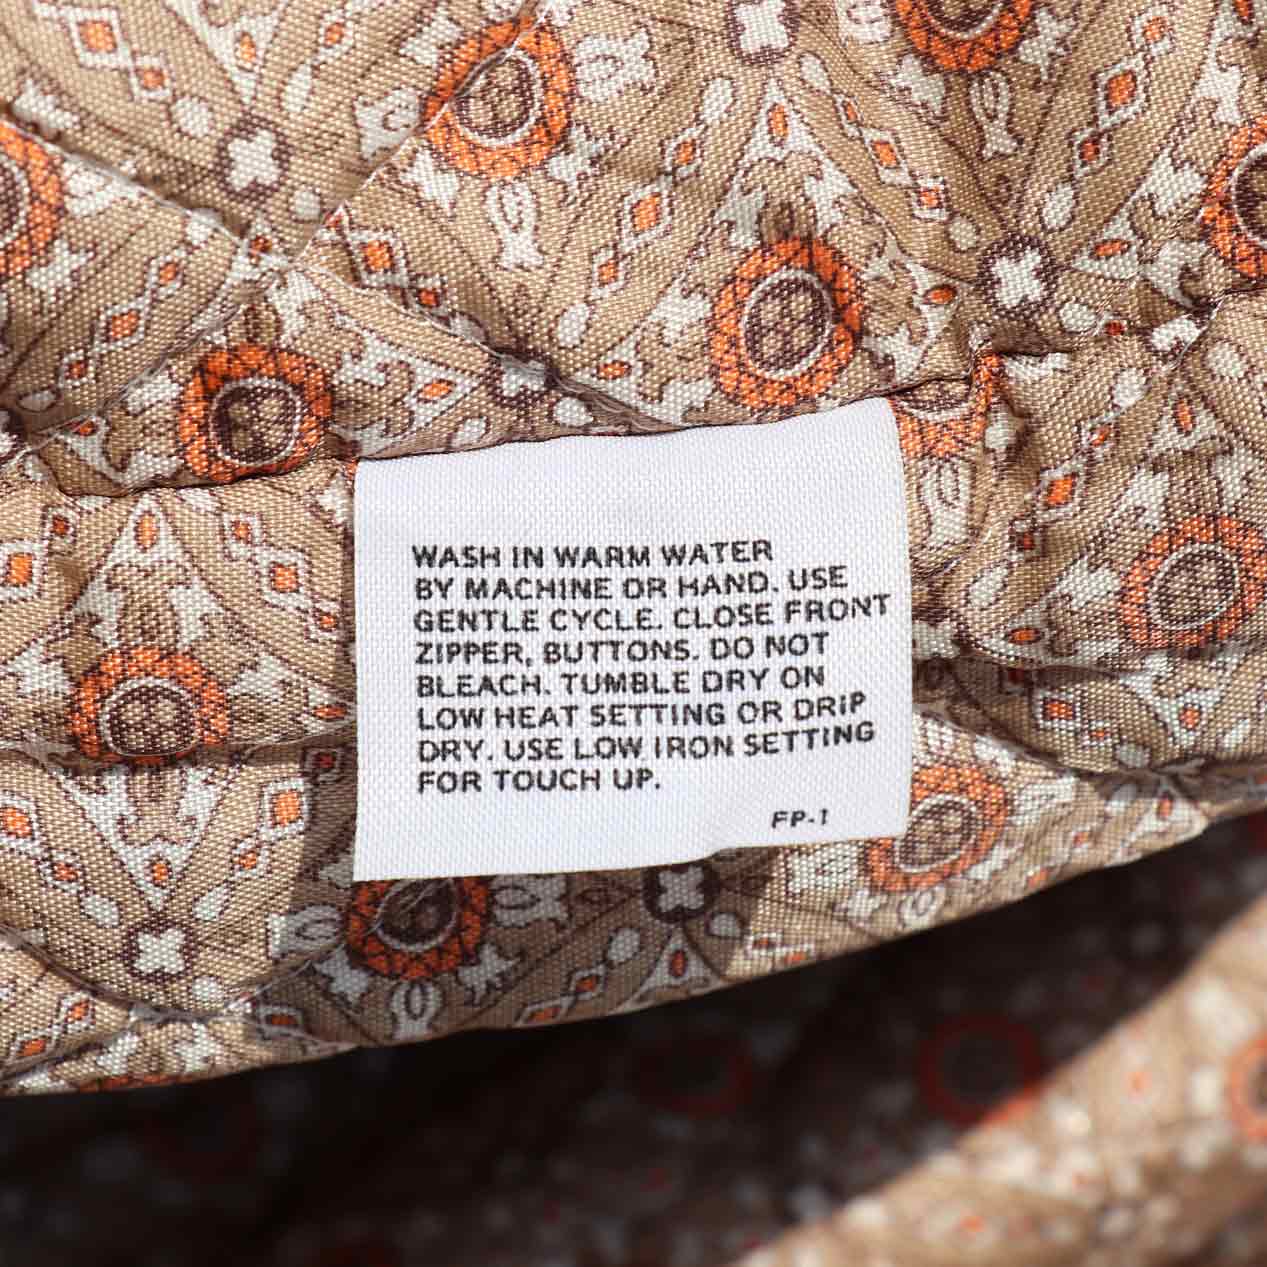 WASH IN WARM WATER
BY MACHINE OR HAND. USE
GENTLE CYCLE. CLOSE FRONT
ZIPPER, BUTTONS. DO NOT
BLEACH. TUMBLE DRY ON
LOW HEAT SETTING OR DRIP
DRY. USE LOW IRON SETTING
FOR TOUCH UP.
FP-1